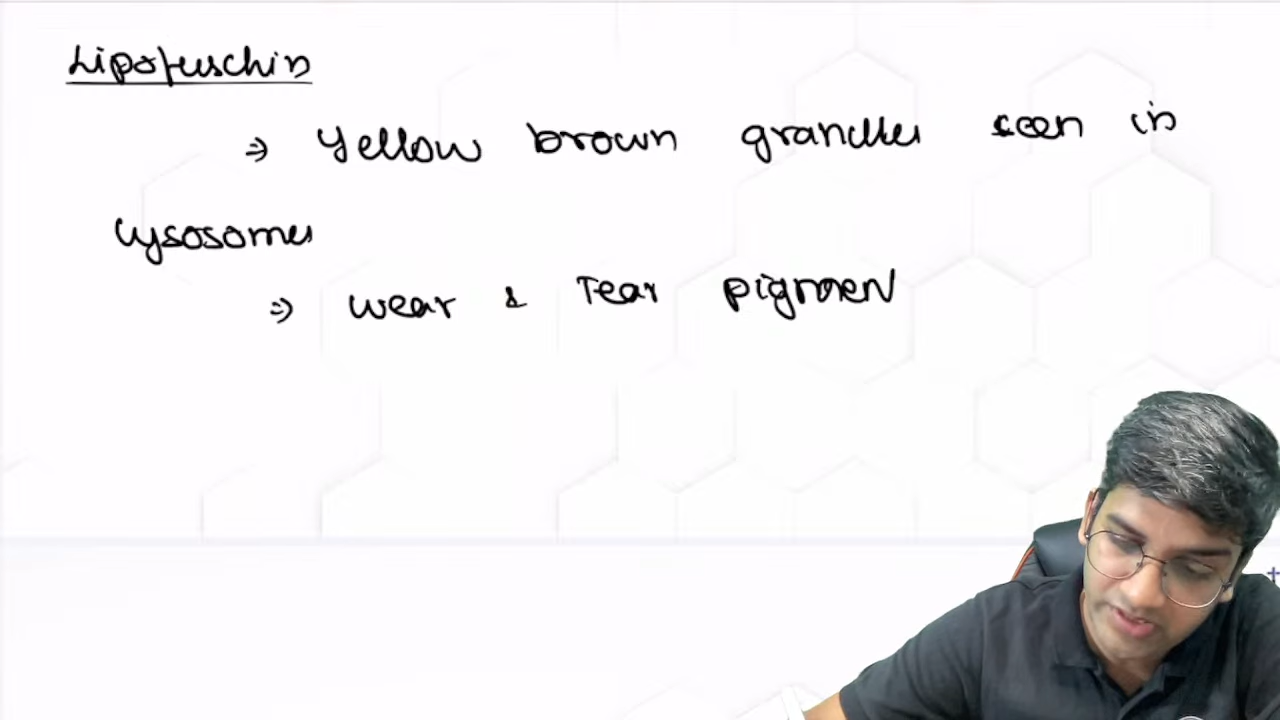 Lipofuschin
⇒ Yellow brown granules seen in
lysosomes
⇒ wear & Tear pigment